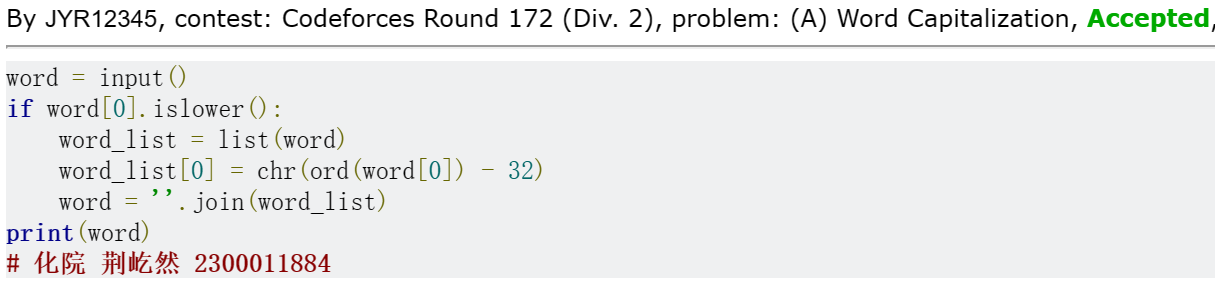 By JYR12345, contest: Codeforces Round 172 (Div. 2), problem: (A) Word Capitalization, Accepted,
word = input()
if word[0].islower():
    word_list = list(word)
    word_list[0] = chr(ord(word[0]) - 32)
    word = ''.join(word_list)
print(word)
# 化院 荆屹然 2300011884